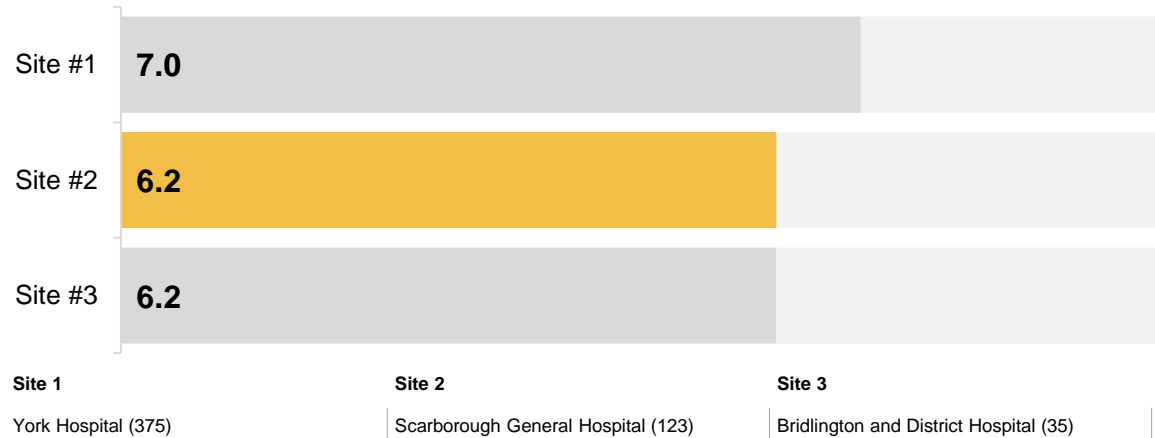 Site #1 7.0
Site #2 6.2
Site #3 6.2
Site 1 Site 2 Site 3
York Hospital (375) Scarborough General Hospital (123) Bridlington and District Hospital (35)